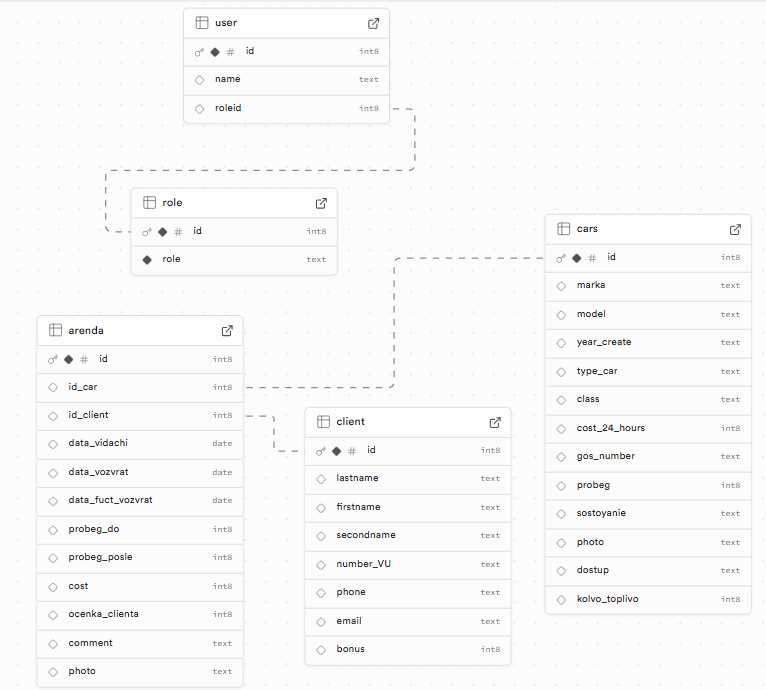 user
# id int8
name text
roleid int8
role
# id int8
role text
cars
# id int8
marka text
model text
year_create text
type_car text
class text
cost_24_hours int8
gos_number text
probeg int8
sostoyanie text
photo text
dostup text
kolvo_toplivo int8
arenda
# id int8
id_car int8
id_client int8
data_vidachi date
data_vozvrat date
data_fuct_vozvrat date
probeg_do int8
probeg_posle int8
cost int8
ocenka_clienta int8
comment text
photo text
client
# id int8
lastname text
firstname text
secondname text
number_VU text
phone text
email text
bonus int8